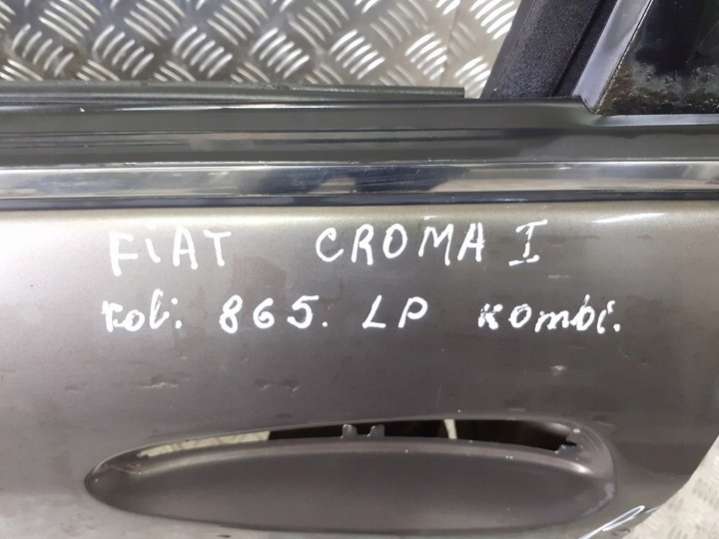 FiAT CROMA I
kol: 865. LP kombi.